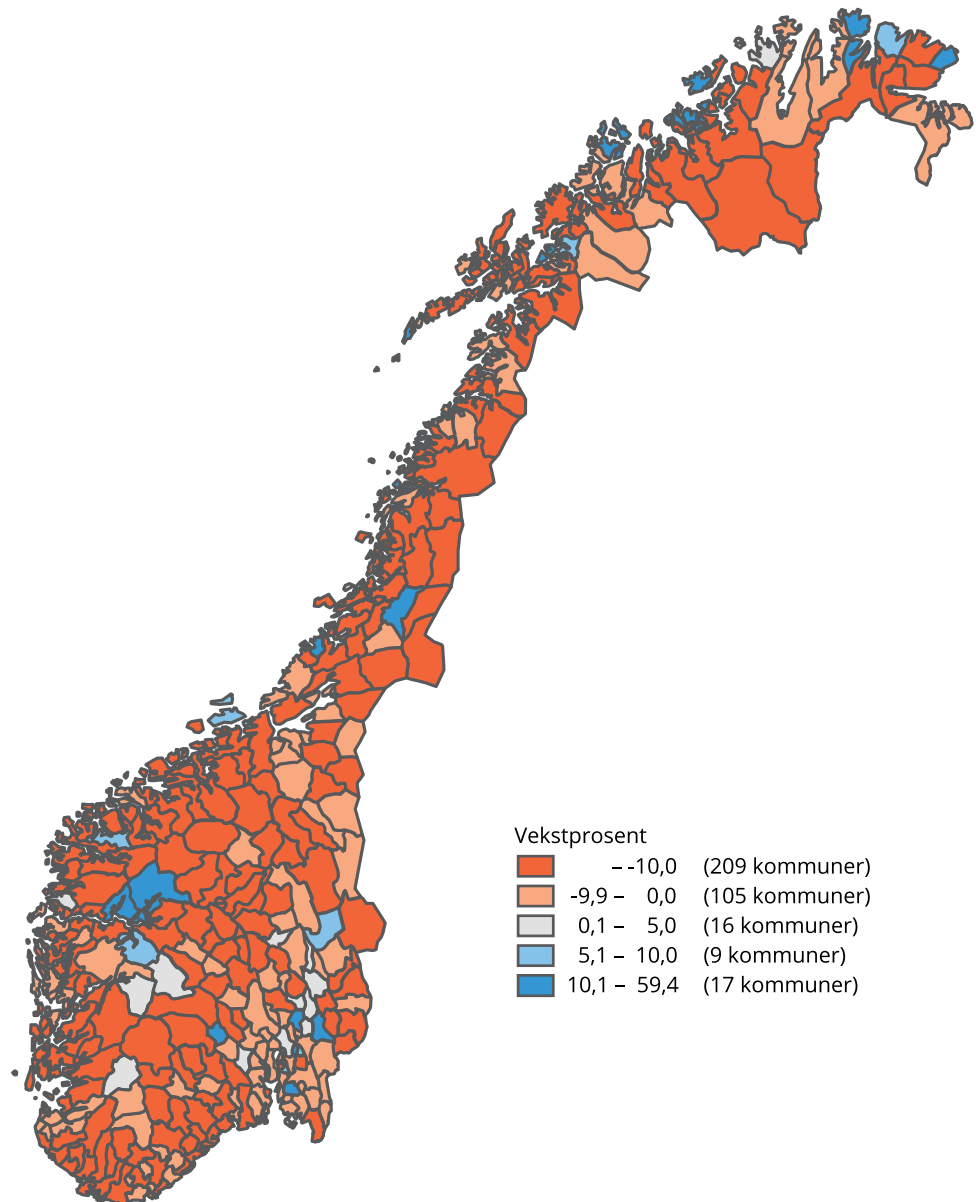 Vekstprosent
– -10,0 (209 kommuner)
-9,9 – 0,0 (105 kommuner)
0,1 – 5,0 (16 kommuner)
5,1 – 10,0 (9 kommuner)
10,1 – 59,4 (17 kommuner)